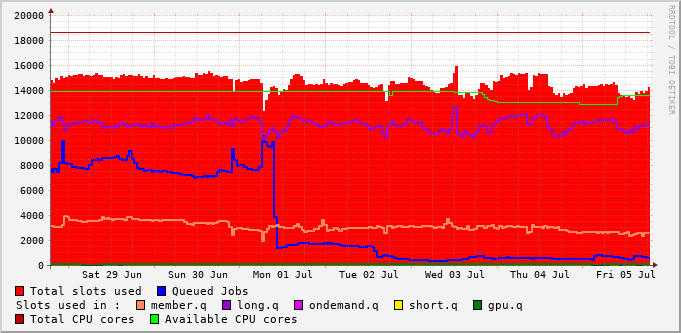 20000
18000
16000
14000
12000
10000
8000
6000
4000
2000
0
Sat 29 Jun Sun 30 Jun Mon 01 Jul Tue 02 Jul Wed 03 Jul Thu 04 Jul Fri 05 Jul
RRDTOOL / TOBI OETIKER
Total slots used Queued Jobs
Slots used in : member.q long.q ondemand.q short.q gpu.q
Total CPU cores Available CPU cores